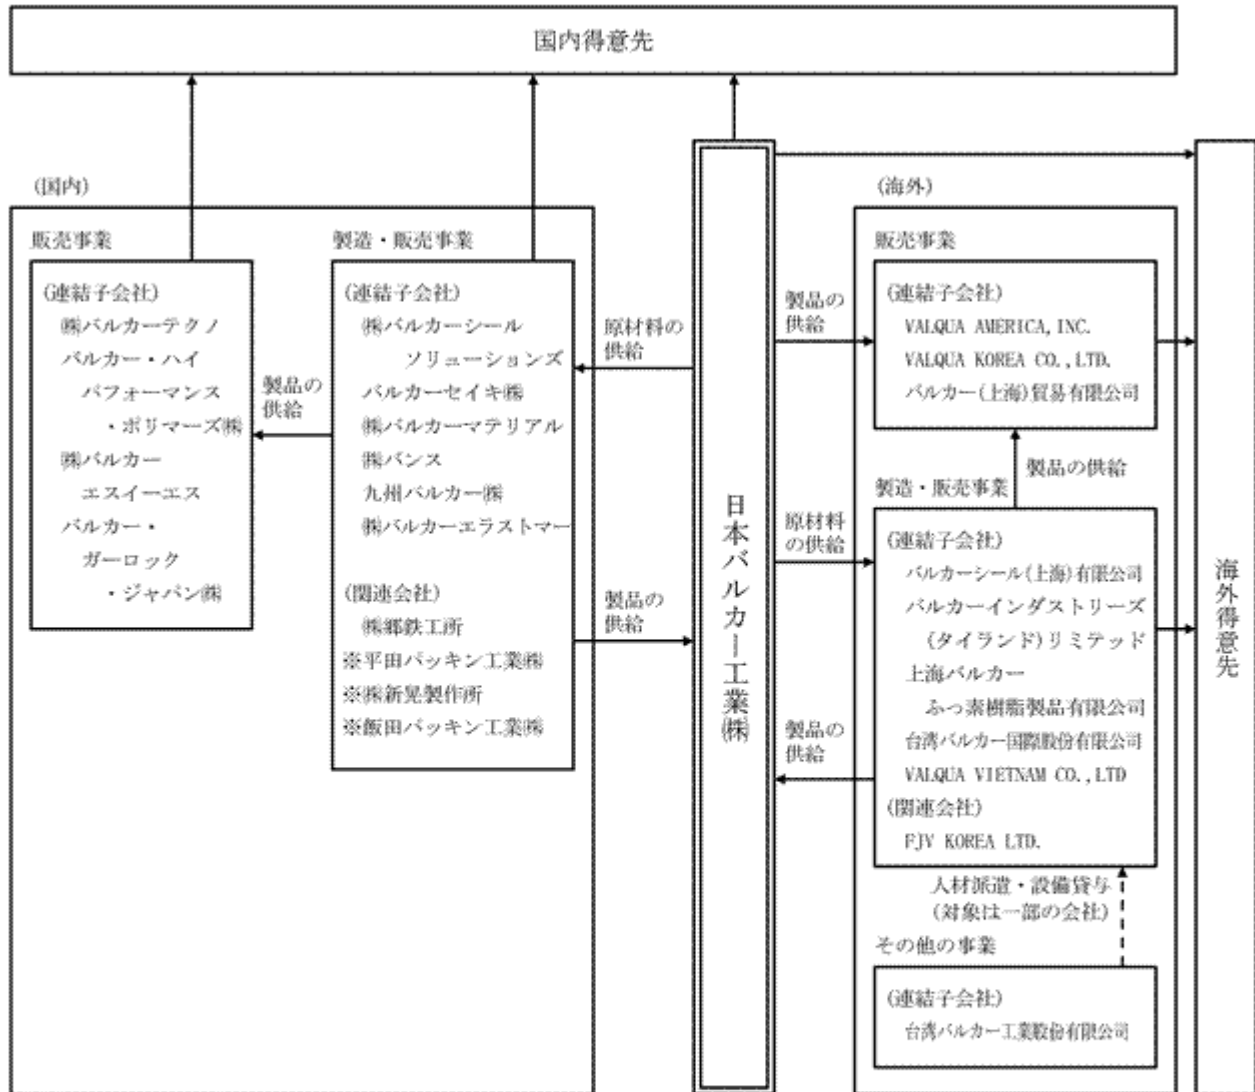 国内得意先
(国内)
販売事業
(連結子会社)
㈱バルカーテクノ
バルカー・ハイ
パフォーマンス
・ポリマーズ㈱
㈱バルカー
エスイーエス
バルカー・
ガーロック
・ジャパン㈱
製品の
供給
製造・販売事業
(連結子会社)
㈱バルカーシール
ソリューションズ
バルカーセイキ㈱
㈱バルカーマテリアル
㈱バンス
九州バルカー㈱
㈱バルカーエラストマー
(関連会社)
㈱郷鉄工所
※平田パッキン工業㈱
※㈱新晃製作所
※飯田パッキン工業㈱
原材料の
供給
製品の
供給
日本バルカー工業㈱
製品の
供給
原材料
の供給
製品の
供給
(海外)
販売事業
(連結子会社)
VALQUA AMERICA,INC.
VALQUA KOREA CO.,LTD.
バルカー(上海)貿易有限公司
製品の供給
製造・販売事業
(連結子会社)
バルカーシール(上海)有限公司
バルカーインダストリーズ
(タイランド)リミテッド
上海バルカー
ふっ素樹脂製品有限公司
台湾バルカー国際股份有限公司
VALQUA VIETNAM CO.,LTD
(関連会社)
FJV KOREA LTD.
人材派遣・設備貸与
(対象は一部の会社)
その他の事業
(連結子会社)
台湾バルカー工業股份有限公司
海外得意先